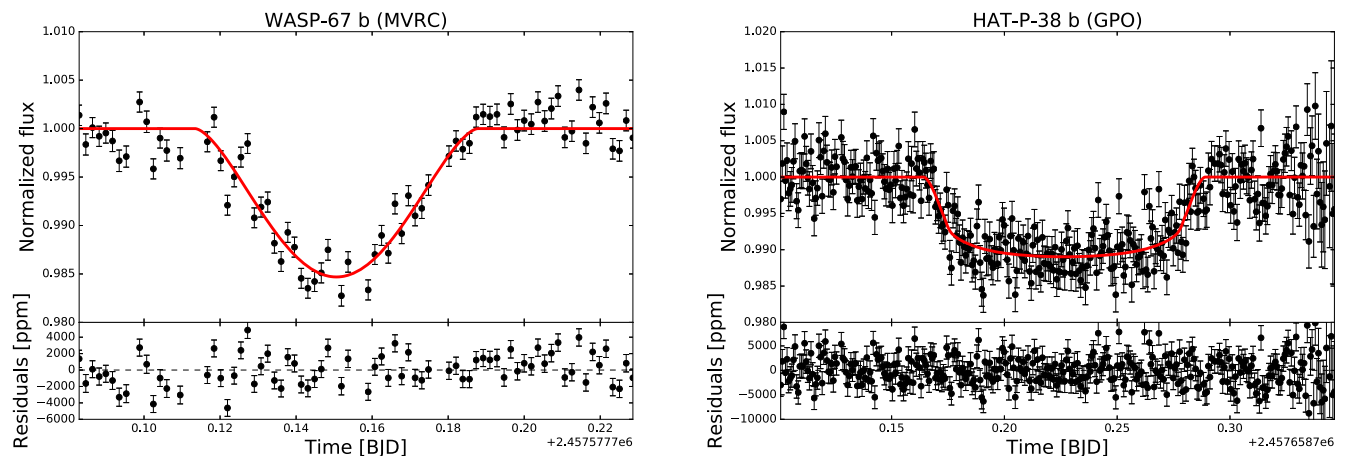 WASP-67 b (MVRC)
1.010
1.005
1.000
0.995
0.990
0.985
0.980
Normalized flux
4000
2000
0
−2000
−4000
−6000
Residuals [ppm]
0.10 0.12 0.14 0.16 0.18 0.20 0.22
Time [BJD]
+2.4575777e6
HAT-P-38 b (GPO)
1.020
1.015
1.010
1.005
1.000
0.995
0.990
0.985
0.980
Normalized flux
5000
0
−5000
−10000
Residuals [ppm]
0.15 0.20 0.25 0.30
Time [BJD]
+2.4576587e6